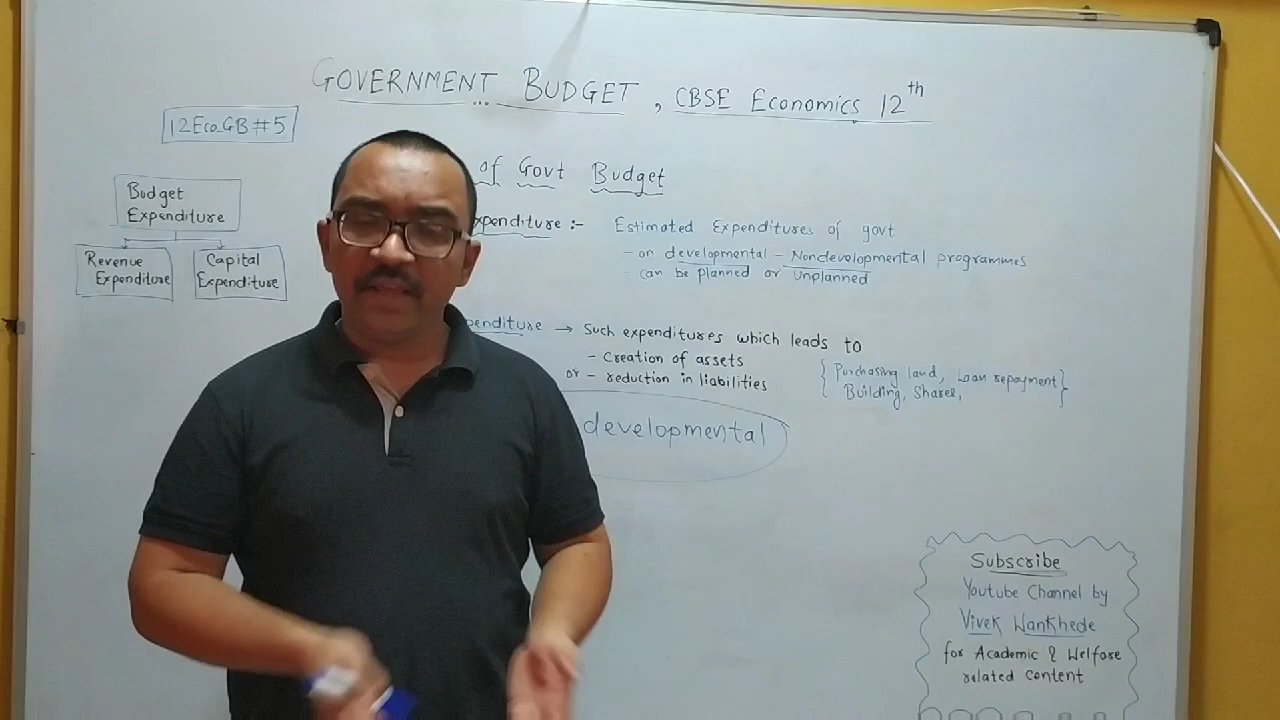 GOVERNMENT BUDGET, CBSE Economics 12th
12Eco.GB#5
Budget
Expenditure
Revenue
Expenditure
Capital
Expenditure
of Govt Budget
xpenditure :- Estimated Expenditures of govt
- on developmental - Nondevelopmental programmes
- can be planned or Unplanned
penditure → Such expenditures which leads to
- Creation of assets
or - reduction in liabilities
{ Purchasing land, Loan repayment }
Building, Shares,
developmental
Subscribe
Youtube Channel by
Vivek Wankhede
for Academic & Welfare
related content